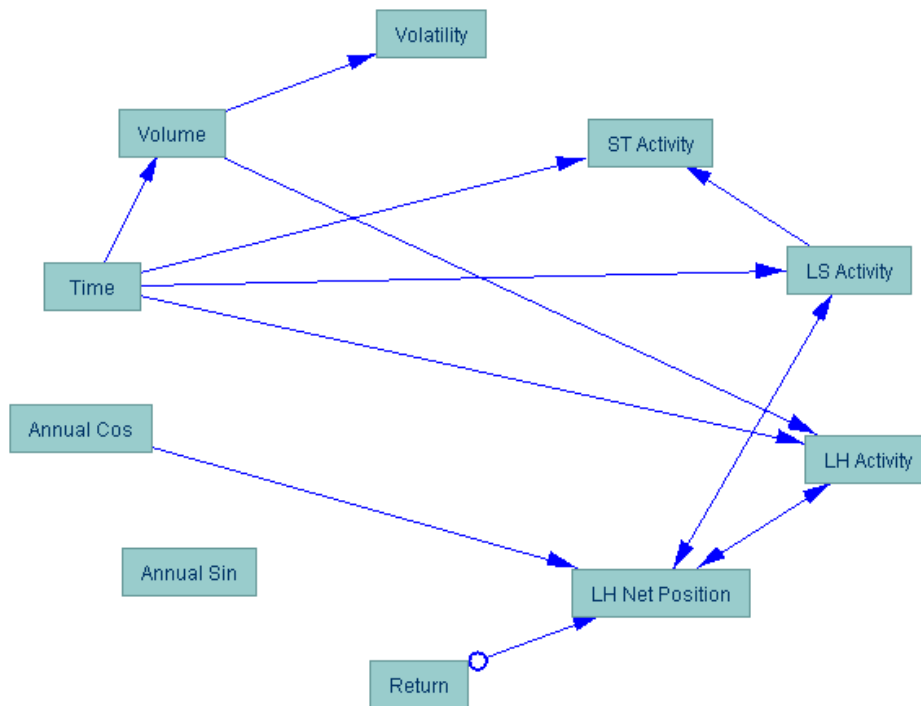 Volatility
Volume
ST Activity
Time
LS Activity
Annual Cos
LH Activity
Annual Sin
LH Net Position
Return